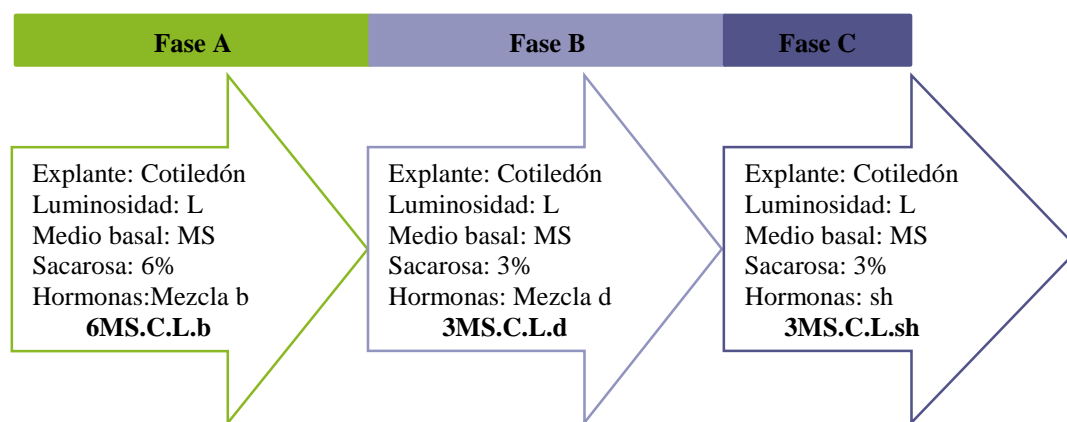 Fase A
Fase B
Fase C
Explante: Cotiledón
Luminosidad: L
Medio basal: MS
Sacarosa: 6%
Hormonas:Mezcla b
6MS.C.L.b
Explante: Cotiledón
Luminosidad: L
Medio basal: MS
Sacarosa: 3%
Hormonas: Mezcla d
3MS.C.L.d
Explante: Cotiledón
Luminosidad: L
Medio basal: MS
Sacarosa: 3%
Hormonas: sh
3MS.C.L.sh